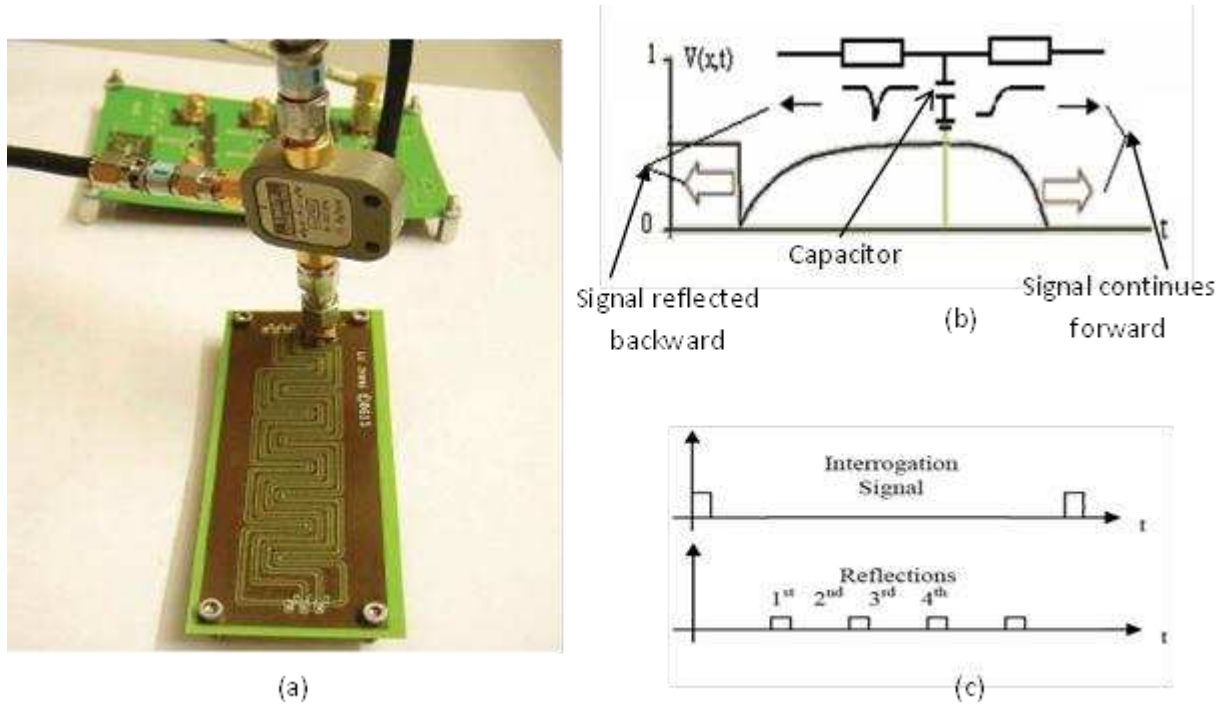 1
V(x,t)
0
t
Capacitor
Signal reflected
backward
Signal continues
forward
(b)
Interrogation
Signal
t
Reflections
1st 2nd 3rd 4th
t
(a)
(c)